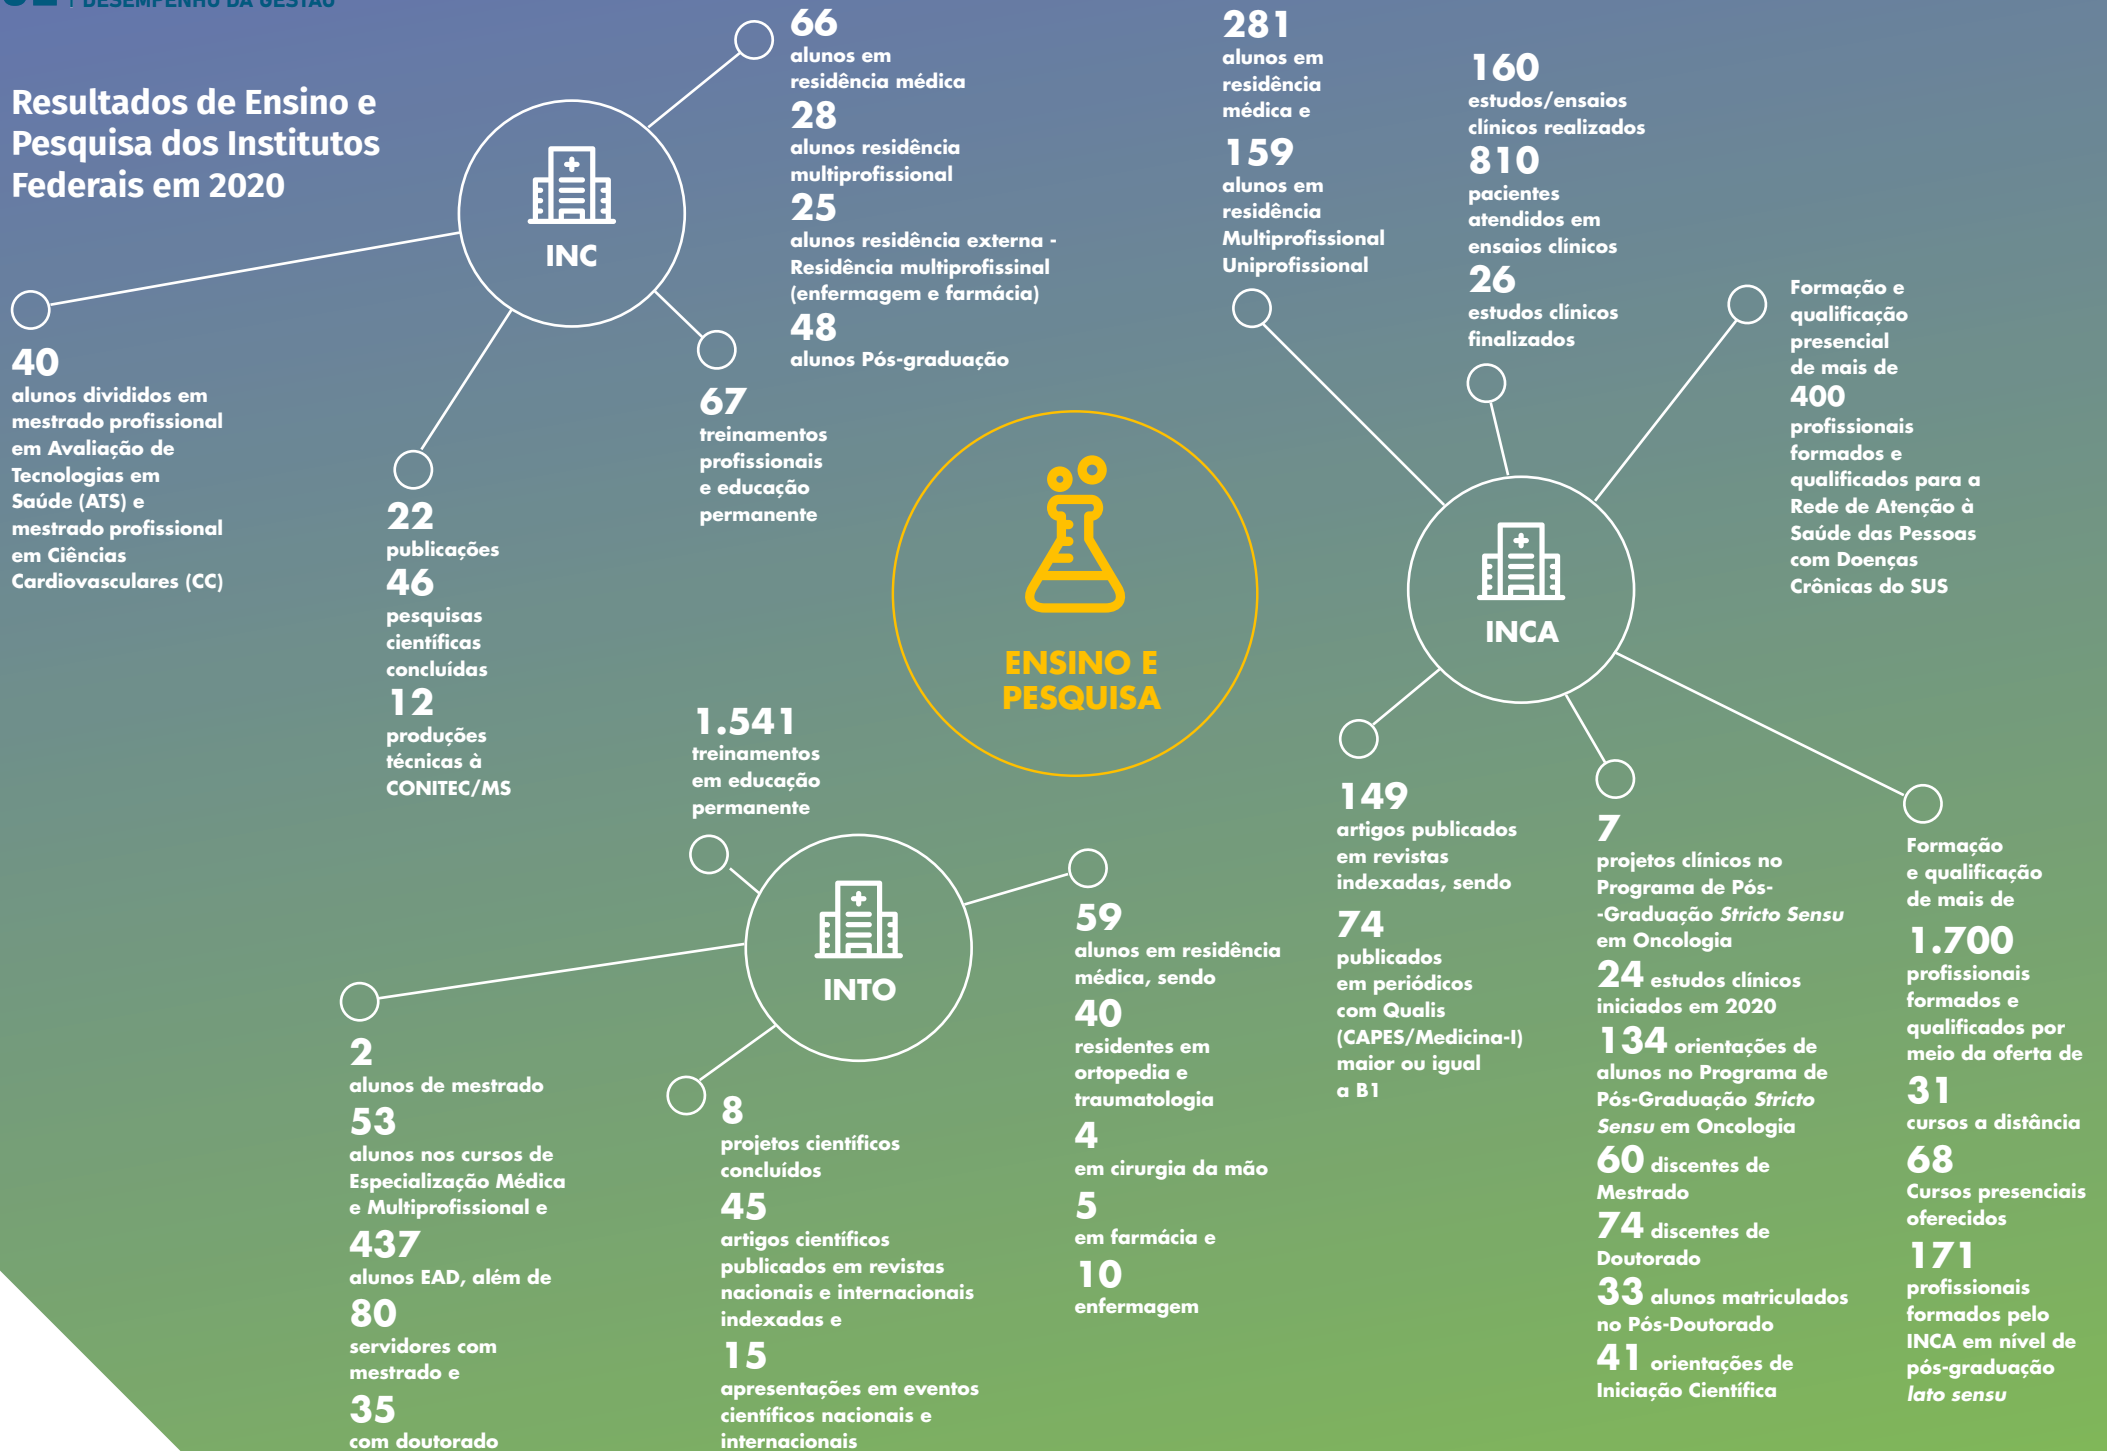 | DESEMPENHO DA GESTÃO
Resultados de Ensino e
Pesquisa dos Institutos
Federais em 2020
INC
40
alunos divididos em
mestrado profissional
em Avaliação de
Tecnologias em
Saúde (ATS) e
mestrado profissional
em Ciências
Cardiovasculares (CC)
22
publicações
46
pesquisas
científicas
concluídas
12
produções
técnicas à
CONITEC/MS
66
alunos em
residência médica
28
alunos residência
multiprofissional
25
alunos residência externa -
Residência multiprofissinal
(enfermagem e farmácia)
48
alunos Pós-graduação
67
treinamentos
profissionais
e educação
permanente
ENSINO E
PESQUISA
281
alunos em
residência
médica e
159
alunos em
residência
Multiprofissional
Uniprofissional
160
estudos/ensaios
clínicos realizados
810
pacientes
atendidos em
ensaios clínicos
26
estudos clínicos
finalizados
Formação e
qualificação
presencial
de mais de
400
profissionais
formados e
qualificados para a
Rede de Atenção à
Saúde das Pessoas
com Doenças
Crônicas do SUS
INCA
149
artigos publicados
em revistas
indexadas, sendo
74
publicados
em periódicos
com Qualis
(CAPES/Medicina-I)
maior ou igual
a B1
7
projetos clínicos no
Programa de Pós-
-Graduação Stricto Sensu
em Oncologia
24 estudos clínicos
iniciados em 2020
134 orientações de
alunos no Programa de
Pós-Graduação Stricto
Sensu em Oncologia
60 discentes de
Mestrado
74 discentes de
Doutorado
33 alunos matriculados
no Pós-Doutorado
41 orientações de
Iniciação Científica
Formação
e qualificação
de mais de
1.700
profissionais
formados e
qualificados por
meio da oferta de
31
cursos a distância
68
Cursos presenciais
oferecidos
171
profissionais
formados pelo
INCA em nível de
pós-graduação
lato sensu
1.541
treinamentos
em educação
permanente
INTO
2
alunos de mestrado
53
alunos nos cursos de
Especialização Médica
e Multiprofissional e
437
alunos EAD, além de
80
servidores com
mestrado e
35
com doutorado
8
projetos científicos
concluídos
45
artigos científicos
publicados em revistas
nacionais e internacionais
indexadas e
15
apresentações em eventos
científicos nacionais e
internacionais
59
alunos em residência
médica, sendo
40
residentes em
ortopedia e
traumatologia
4
em cirurgia da mão
5
em farmácia e
10
enfermagem